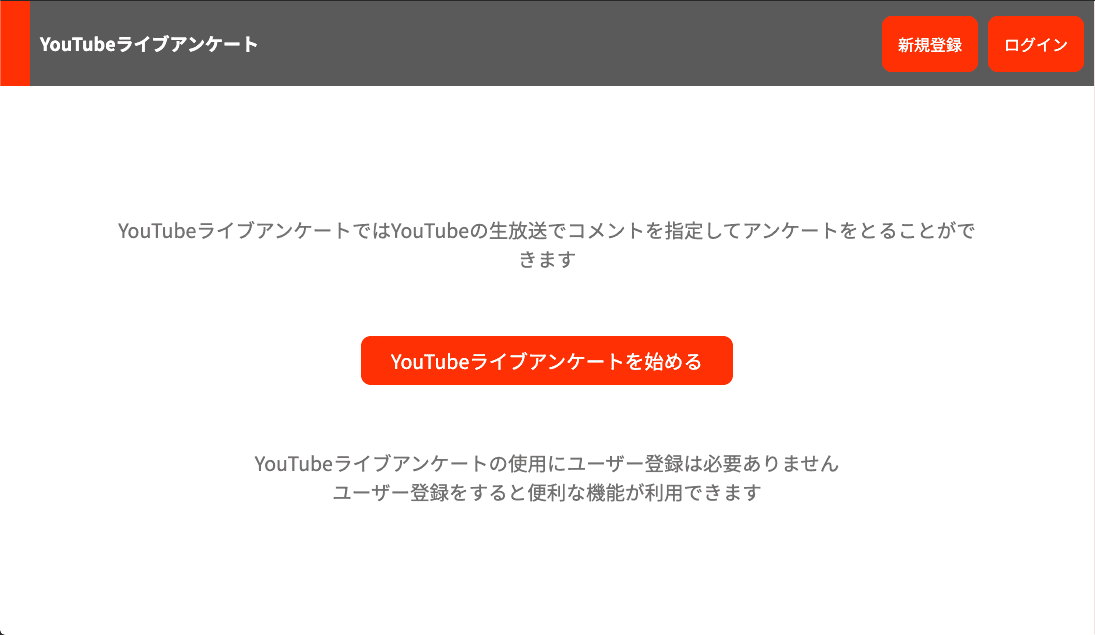 YouTubeライブアンケート
新規登録
ログイン
YouTubeライブアンケートではYouTubeの生放送でコメントを指定してアンケートをとることがで
きます
YouTubeライブアンケートを始める
YouTubeライブアンケートの使用にユーザー登録は必要ありません
ユーザー登録をすると便利な機能が利用できます